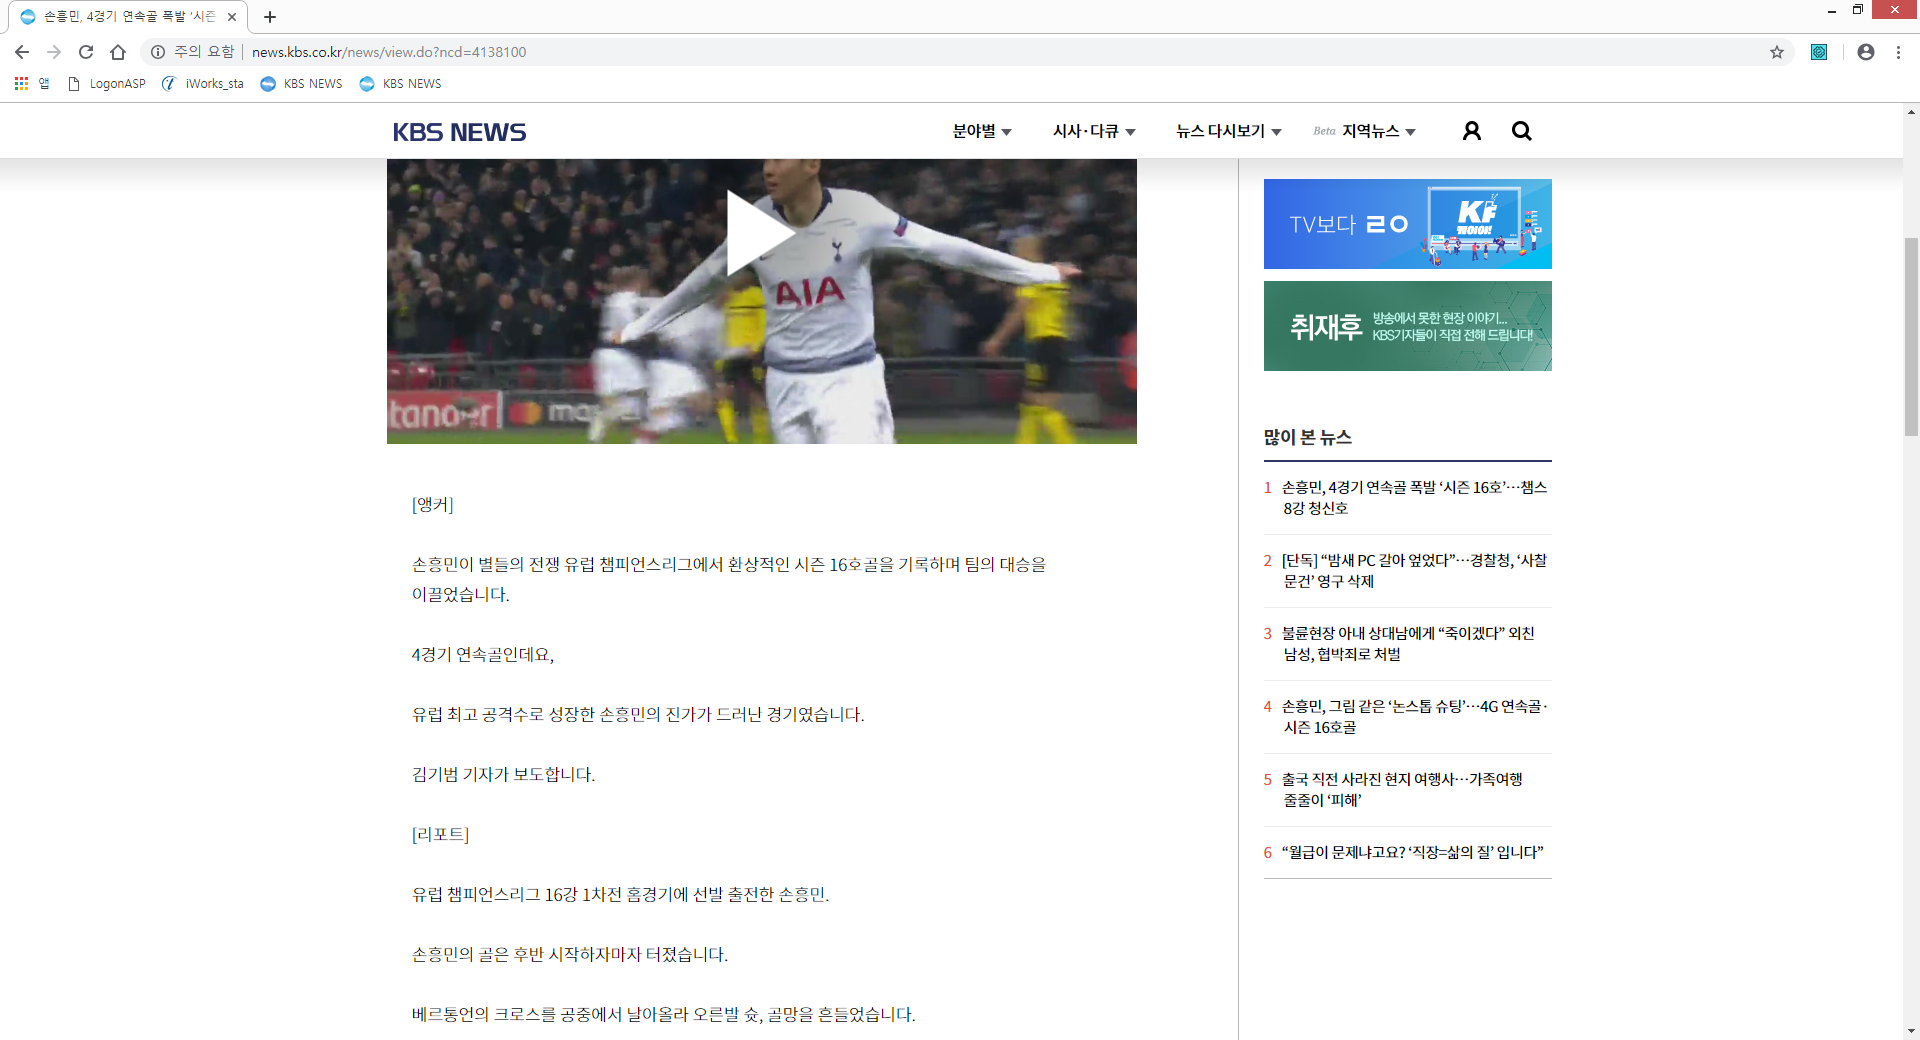 손흥민, 4경기 연속골 폭발 '시즌
주의 요함
news.kbs.co.kr/news/view.do?ncd=4138100
앱
LogonASP
iWorks_sta
KBS NEWS
KBS NEWS
KBS NEWS
분야별
시사·다큐
뉴스 다시보기
Beta 지역뉴스
AIA
TV보다 ㄹㅇ
KF
케이야!
취재후
방송에서 못한 현장 이야기...
KBS기자들이 직접 전해 드립니다!
[앵커]
손흥민이 별들의 전쟁 유럽 챔피언스리그에서 환상적인 시즌 16호골을 기록하며 팀의 대승을
이끌었습니다.
4경기 연속골인데요,
유럽 최고 공격수로 성장한 손흥민의 진가가 드러난 경기였습니다.
김기범 기자가 보도합니다.
[리포트]
유럽 챔피언스리그 16강 1차전 홈경기에 선발 출전한 손흥민.
손흥민의 골은 후반 시작하자마자 터졌습니다.
베르통언의 크로스를 공중에서 날아올라 오른발 슛, 골망을 흔들었습니다.
많이 본 뉴스
1 손흥민, 4경기 연속골 폭발 ‘시즌 16호’…챔스
8강 청신호
2 [단독] “밤새 PC 갈아 엎었다”…경찰청, ‘사찰
문건’ 영구 삭제
3 불륜현장 아내 상대남에게 “죽이겠다” 외친
남성, 협박죄로 처벌
4 손흥민, 그림 같은 ‘논스톱 슈팅’…4G 연속골·
시즌 16호골
5 출국 직전 사라진 현지 여행사…가족여행
줄줄이 ‘피해’
6 “월급이 문제냐고요? ‘직장=삶의 질’ 입니다”